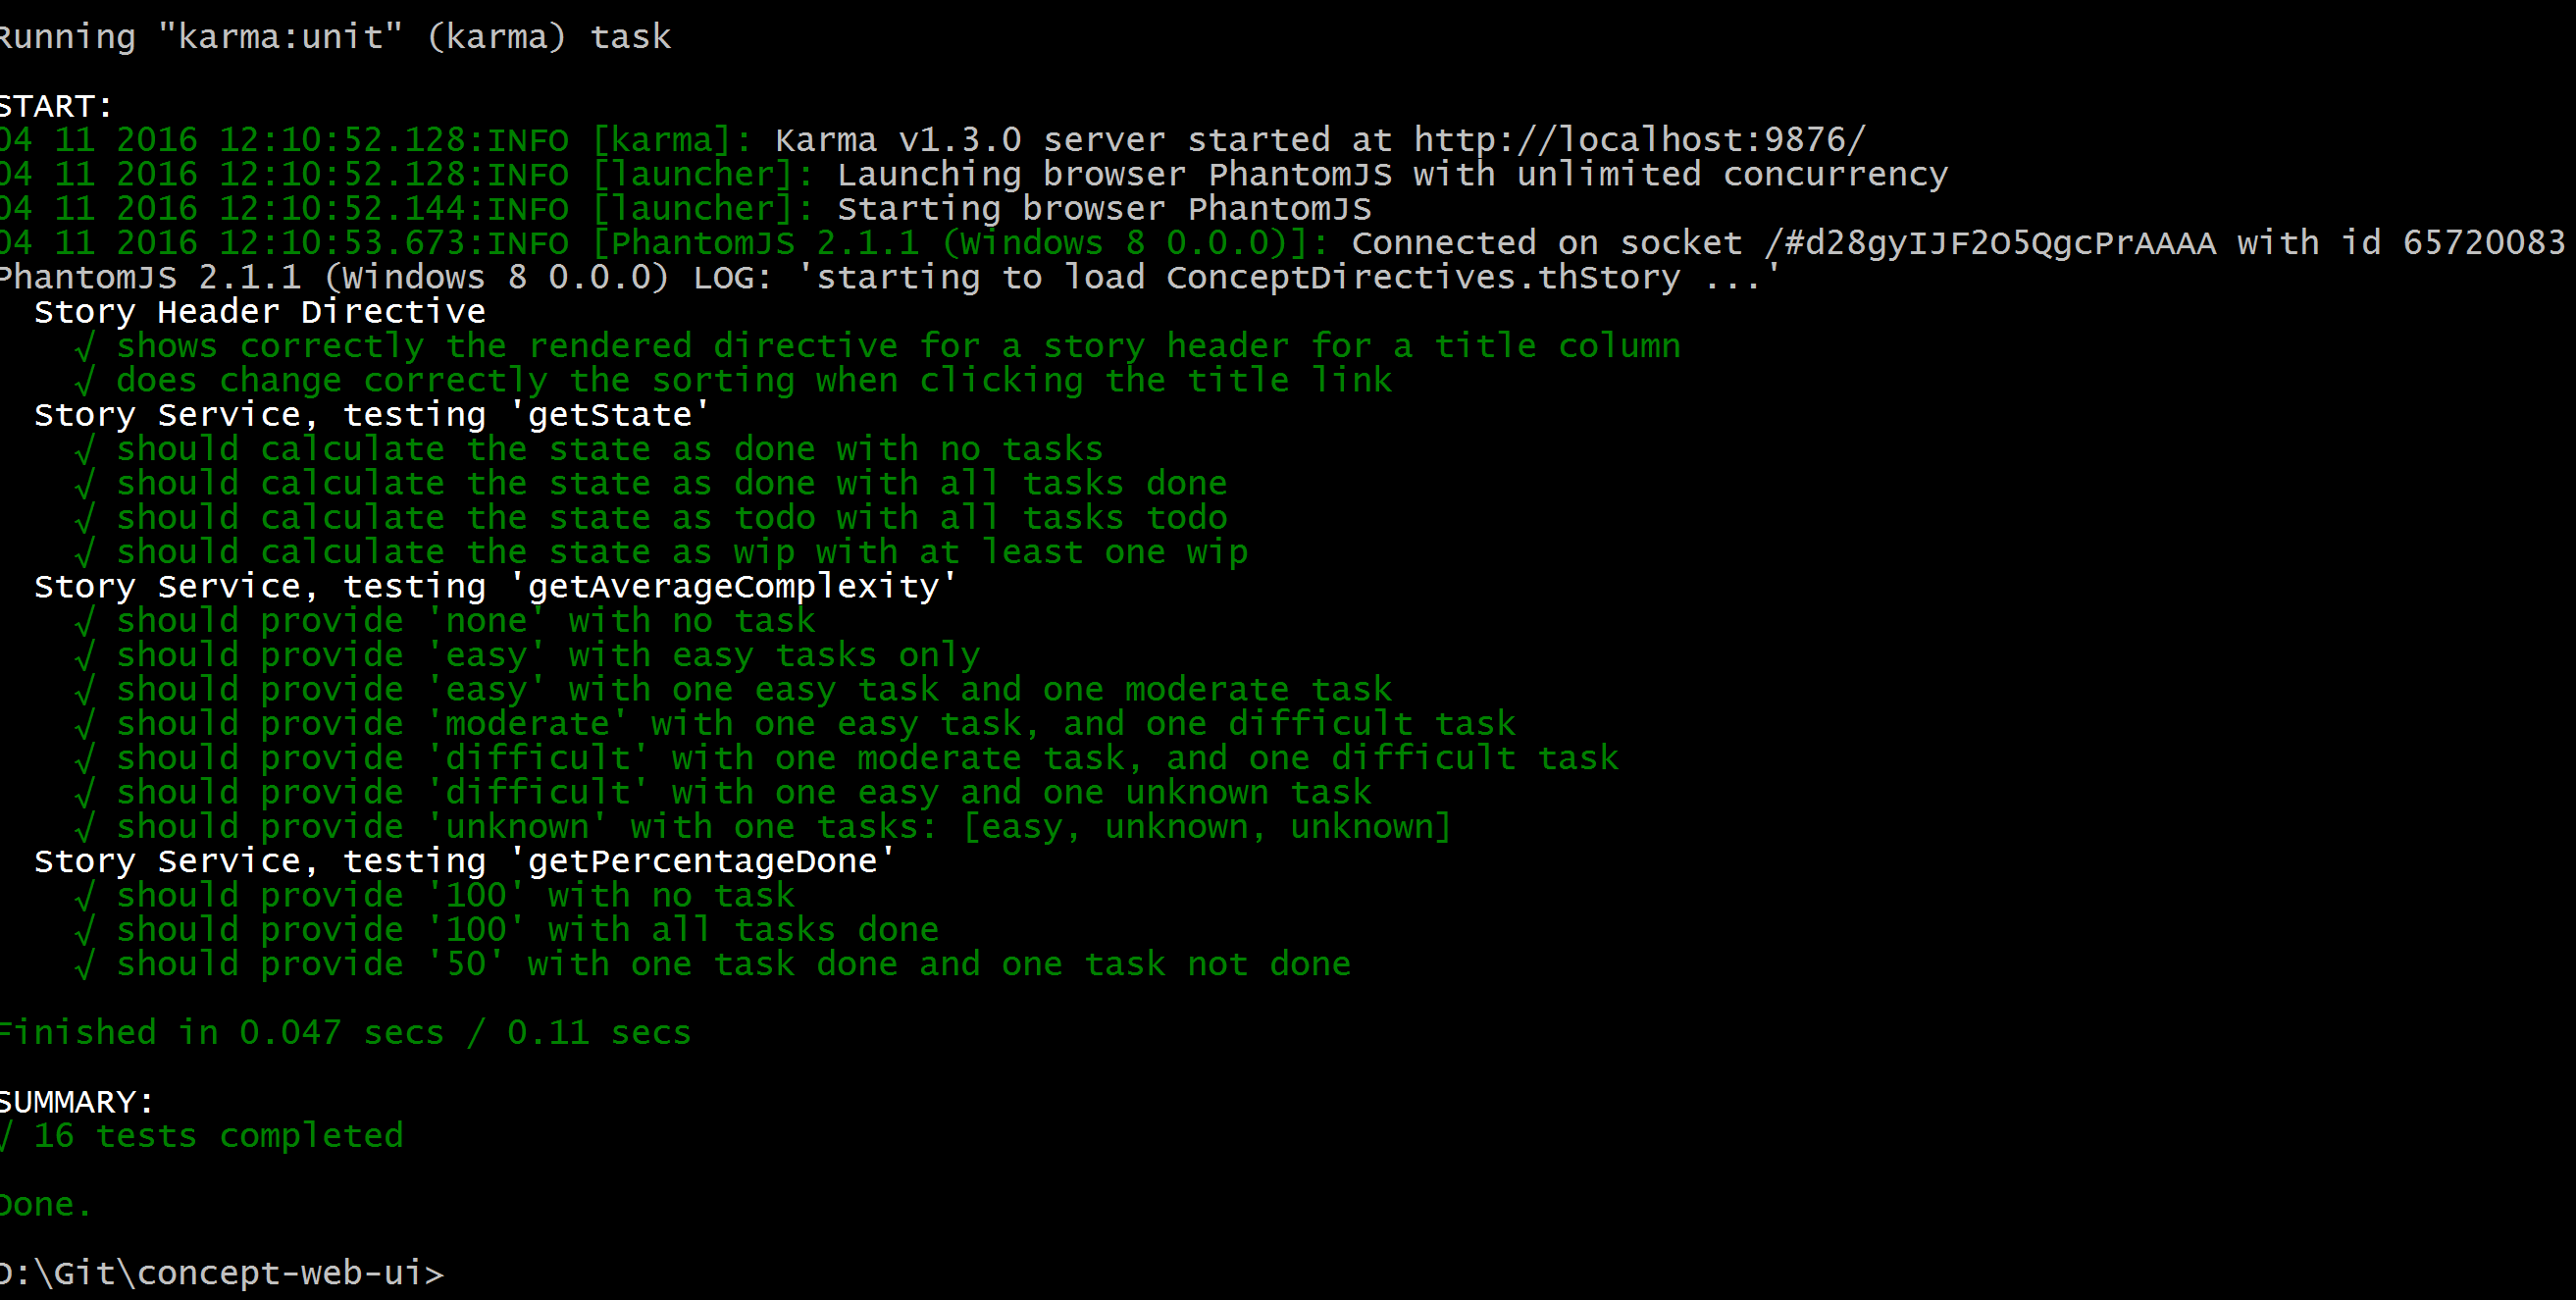 Running "karma:unit" (karma) task
START:
04 11 2016 12:10:52.128:INFO [karma]: Karma v1.3.0 server started at http://localhost:9876/
04 11 2016 12:10:52.128:INFO [launcher]: Launching browser PhantomJS with unlimited concurrency
04 11 2016 12:10:52.144:INFO [launcher]: Starting browser PhantomJS
04 11 2016 12:10:53.673:INFO [PhantomJS 2.1.1 (Windows 8 0.0.0)]: Connected on socket /#d28gyIJF2O5QgcPrAAAA with id 65720083
PhantomJS 2.1.1 (Windows 8 0.0.0) LOG: 'starting to load ConceptDirectives.thStory ...'
Story Header Directive
√ shows correctly the rendered directive for a story header for a title column
√ does change correctly the sorting when clicking the title link
Story Service, testing 'getState'
√ should calculate the state as done with no tasks
√ should calculate the state as done with all tasks done
√ should calculate the state as todo with all tasks todo
√ should calculate the state as wip with at least one wip
Story Service, testing 'getAverageComplexity'
√ should provide 'none' with no task
√ should provide 'easy' with easy tasks only
√ should provide 'easy' with one easy task and one moderate task
√ should provide 'moderate' with one easy task, and one difficult task
√ should provide 'difficult' with one moderate task, and one difficult task
√ should provide 'difficult' with one easy and one unknown task
√ should provide 'unknown' with one tasks: [easy, unknown, unknown]
Story Service, testing 'getPercentageDone'
√ should provide '100' with no task
√ should provide '100' with all tasks done
√ should provide '50' with one task done and one task not done
Finished in 0.047 secs / 0.11 secs
SUMMARY:
√ 16 tests completed
Done.
D:\Git\concept-web-ui>